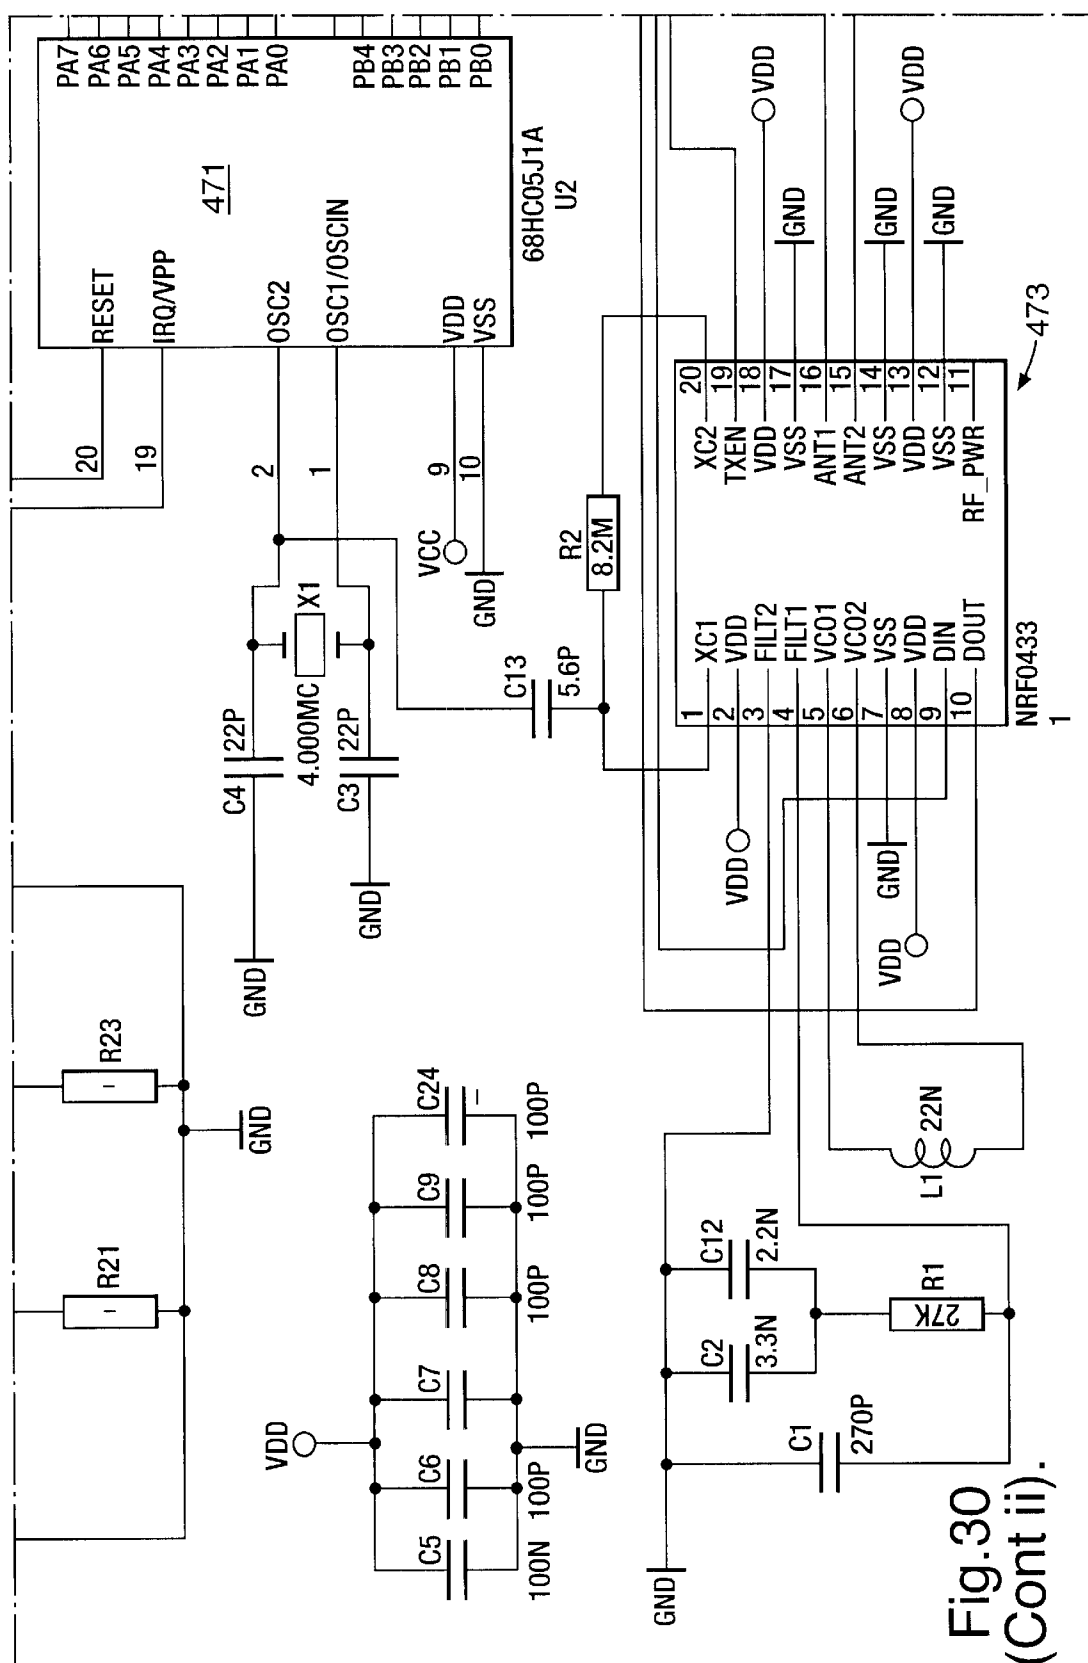 PA7
PA6
PA5
PA4
PA3
PA2
PA1
PA0
PB4
PB3
PB2
PB1
PB0
471
RESET
IRQ/VPP
OSC2
OSC1/OSCIN
VDD
VSS
68HC05J1A
U2
20
19
2
1
9
10
VCC
GND
X1
4.000MC
C4
22P
C3
22P
GND
GND
C13
5.6P
R2
8.2M
R23
R21
GND
VDD
C5
C6
C7
C8
C9
C24
100N
100P
100P
100P
100P
GND
XC1
VDD
FILT2
FILT1
VCO1
VCO2
VSS
VDD
DIN
DOUT
1
2
3
4
5
6
7
8
9
10
XC2
TXEN
VDD
VSS
ANT1
ANT2
VSS
VDD
VSS
RF_PWR
20
19
18
17
16
15
14
13
12
11
NRF0433
1
473
VDD
GND
GND
VDD
GND
VDD
GND
VDD
L1
22N
GND
C1
270P
C2
3.3N
C12
2.2N
R1
27K
Fig.30
(Cont ii).